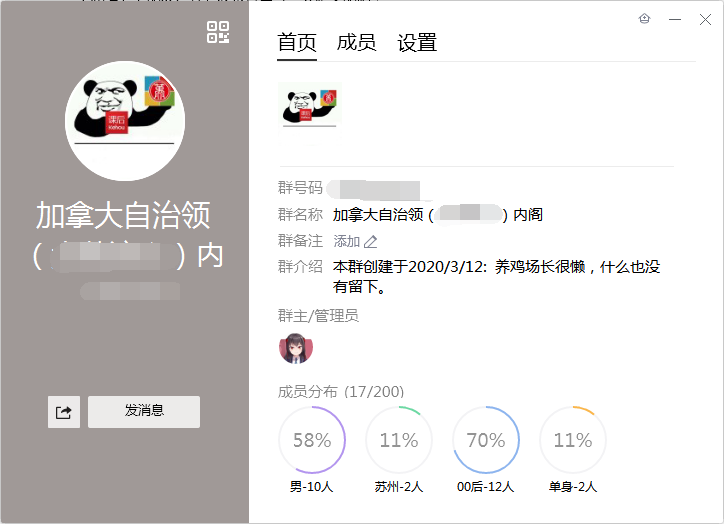 首页 成员 设置
课后
kehou
加拿大自治领
（ ）内
发消息
群号码
群名称 加拿大自治领（ ）内阁
群备注 添加
群介绍 本群创建于2020/3/12: 养鸡场长很懒，什么也没
有留下。
群主/管理员
成员分布 (17/200)
58% 11% 70% 11%
男-10人 苏州-2人 00后-12人 单身-2人